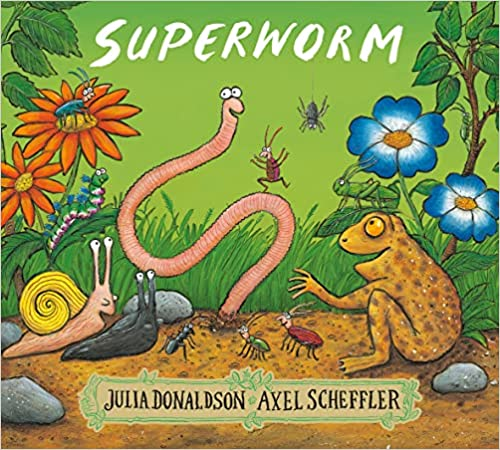 SUPERWORM
JULIA DONALDSON AXEL SCHEFFLER